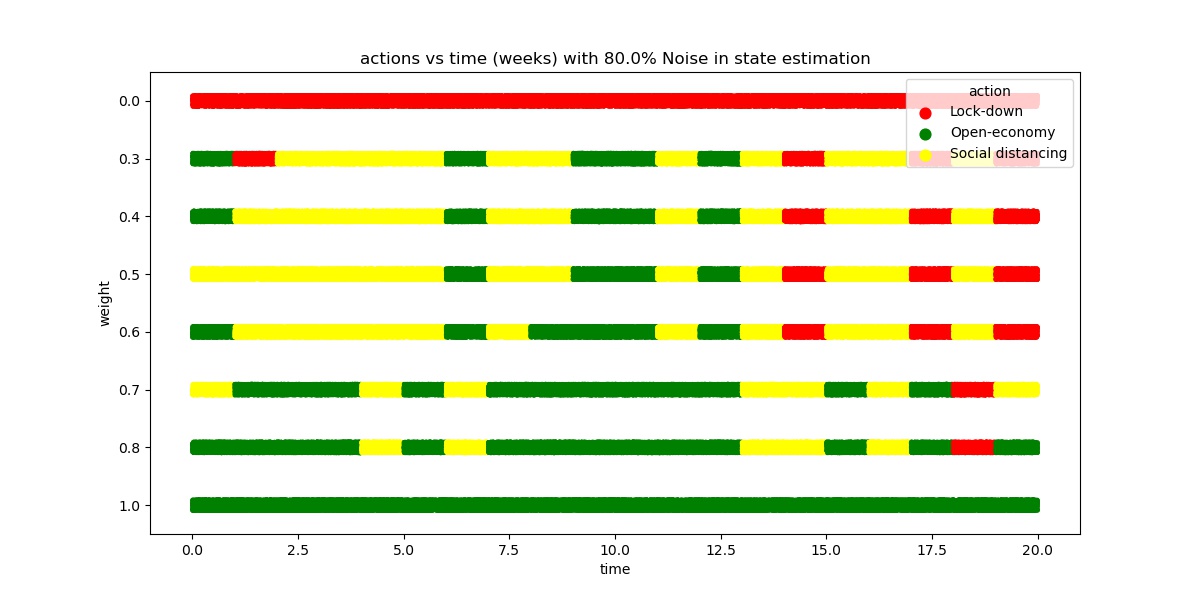 actions vs time (weeks) with 80.0% Noise in state estimation
action
Lock-down
Open-economy
Social distancing
weight
0.0
0.3
0.4
0.5
0.6
0.7
0.8
1.0
0.0 2.5 5.0 7.5 10.0 12.5 15.0 17.5 20.0
time